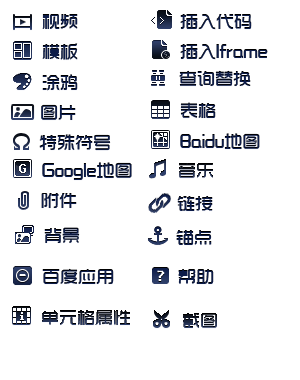 视频 插入代码
模板 插入Iframe
涂鸦 查询替换
图片 表格
特殊符号 Baidu地图
Google地图 音乐
附件 链接
背景 锚点
百度应用 帮助
单元格属性 截图